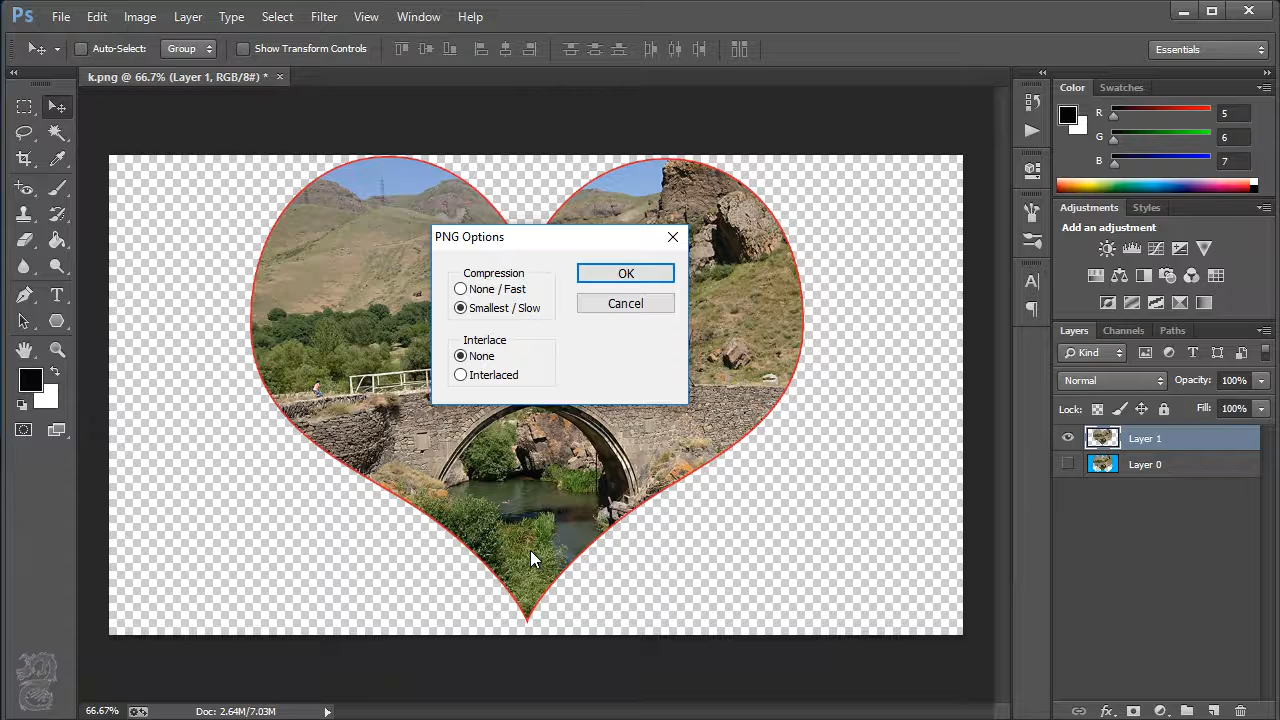 Ps File Edit Image Layer Type Select Filter View Window Help
Auto-Select: Group Show Transform Controls Essentials
k.png @ 66.7% (Layer 1, RGB/8#) * ×
Color Swatches
R 5
G 6
B 7
Adjustments Styles
Add an adjustment
Layers Channels Paths
Kind
Normal Opacity: 100%
Lock: Fill: 100%
Layer 1
Layer 0
PNG Options
Compression
None / Fast
Smallest / Slow
Interlace
None
Interlaced
OK
Cancel
66.67% Doc: 2.64M/7.03M